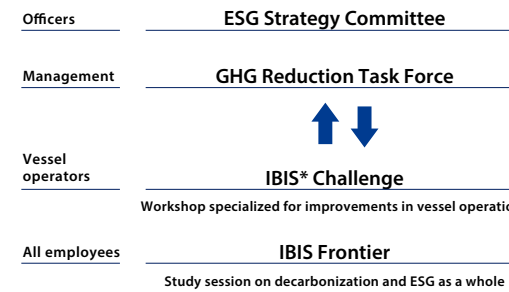 Officers ESG Strategy Committee
Management GHG Reduction Task Force
Vessel
operators IBIS* Challenge
Workshop specialized for improvements in vessel
All employees IBIS Frontier
Study session on decarbonization and ESG as a whole